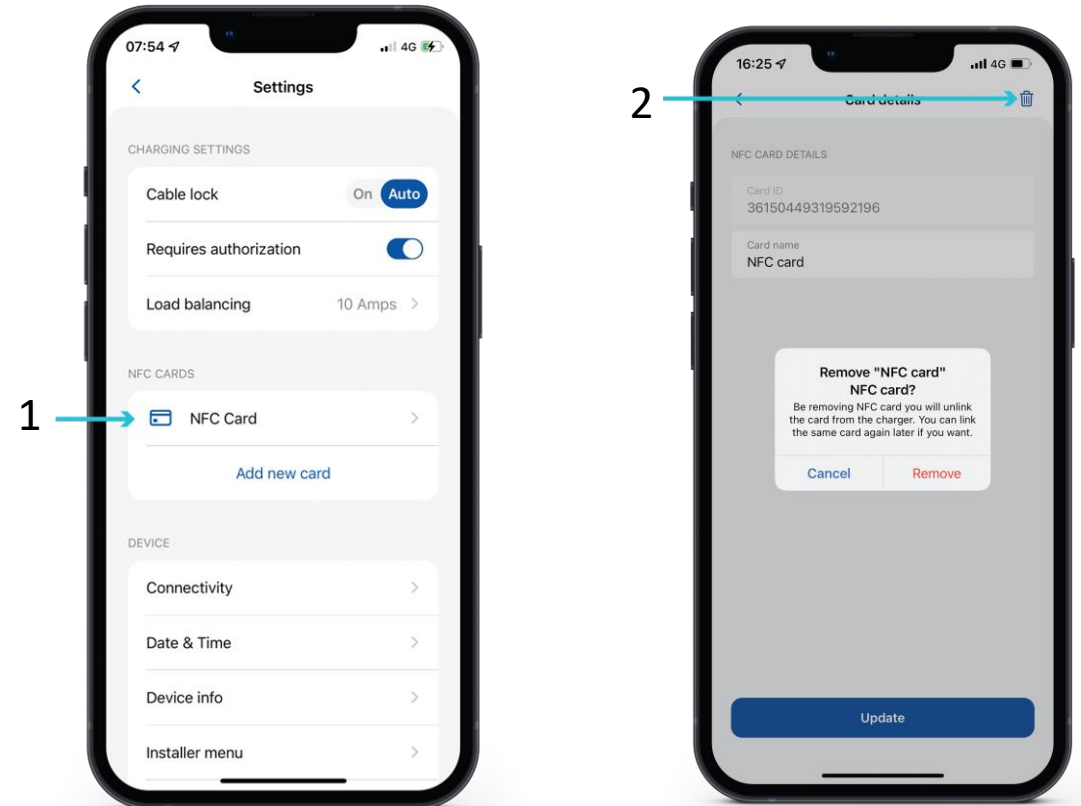 07:54
4G
Settings
CHARGING SETTINGS
Cable lock On Auto
Requires authorization
Load balancing 10 Amps
NFC CARDS
1
NFC Card
Add new card
DEVICE
Connectivity
Date & Time
Device info
Installer menu
16:25
4G
2
Card details
NFC CARD DETAILS
Card ID
36150449319592196
Card name
NFC card
Remove "NFC card"
NFC card?
Be removing NFC card you will unlink
the card from the charger. You can link
the same card again later if you want.
Cancel Remove
Update